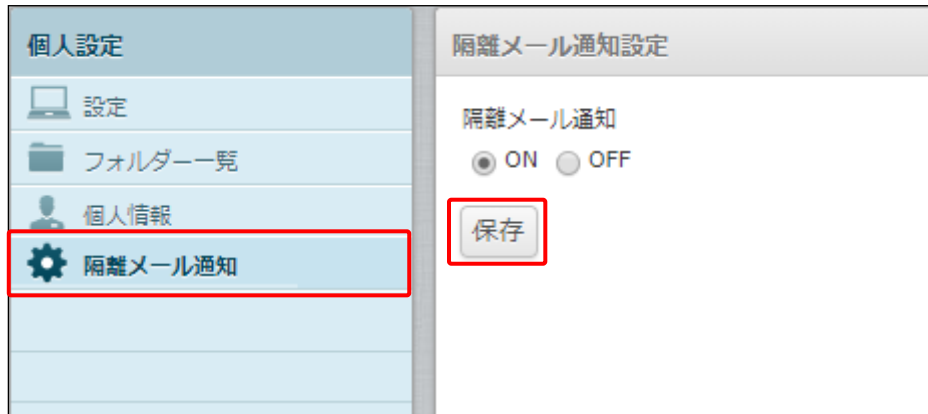 個人設定
設定
フォルダー一覧
個人情報
隔離メール通知
隔離メール通知設定
隔離メール通知
ON OFF
保存